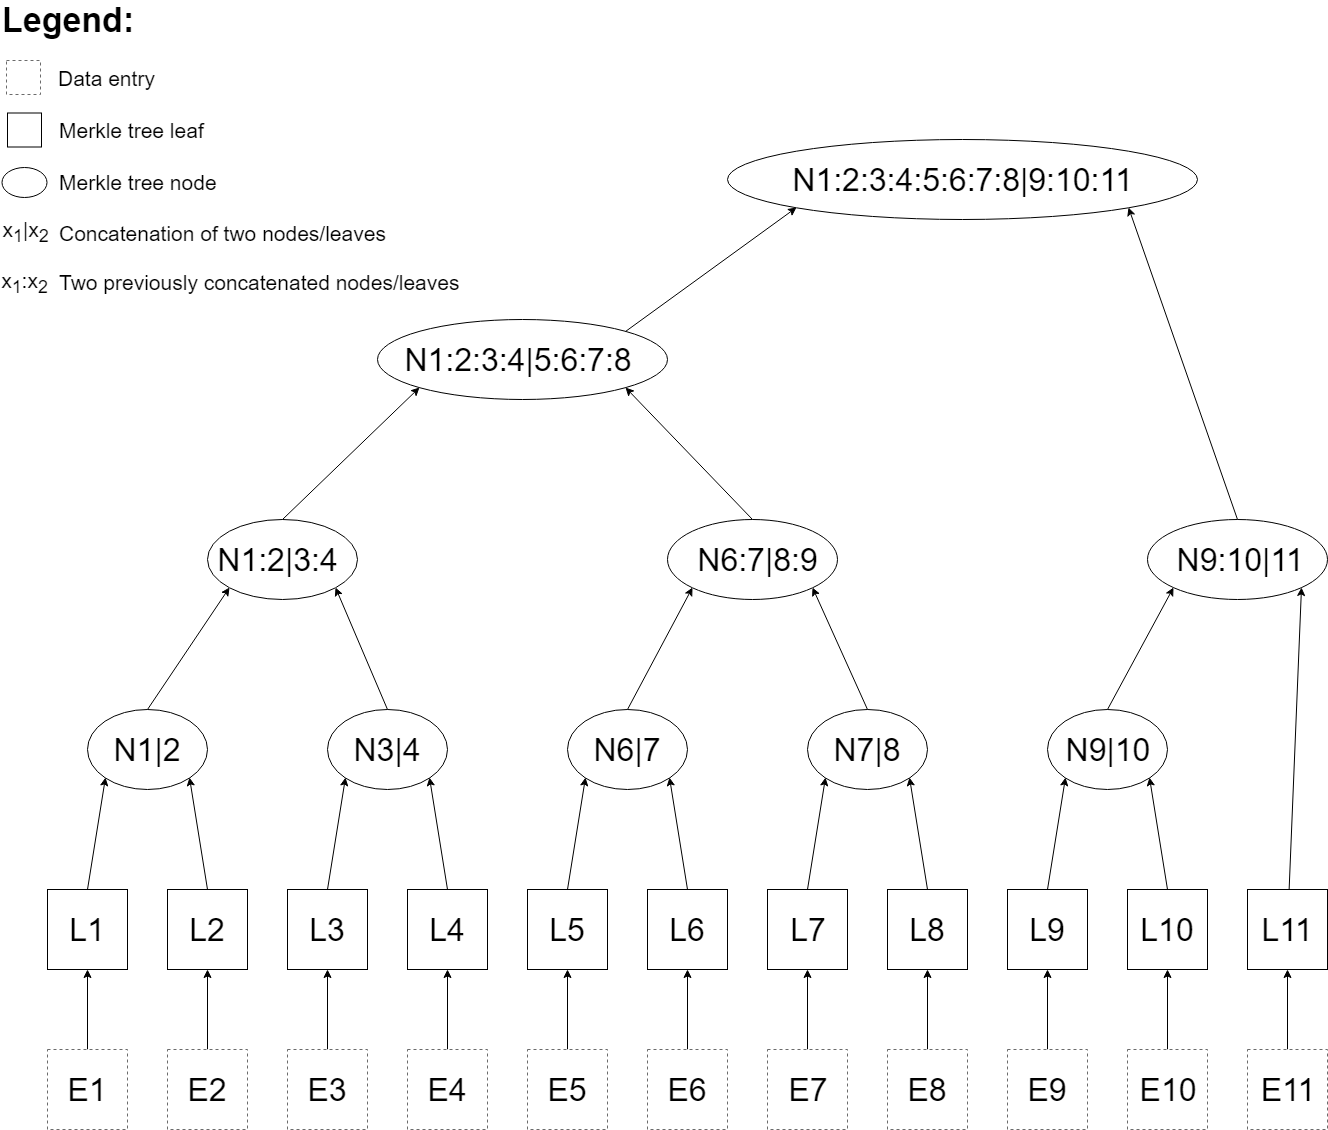 Legend:
Data entry
Merkle tree leaf
Merkle tree node
x1|x2 Concatenation of two nodes/leaves
x1:x2 Two previously concatenated nodes/leaves
N1:2:3:4:5:6:7:8|9:10:11
N1:2:3:4|5:6:7:8
N1:2|3:4 N6:7|8:9 N9:10|11
N1|2 N3|4 N6|7 N7|8 N9|10
L1 L2 L3 L4 L5 L6 L7 L8 L9 L10 L11
E1 E2 E3 E4 E5 E6 E7 E8 E9 E10 E11